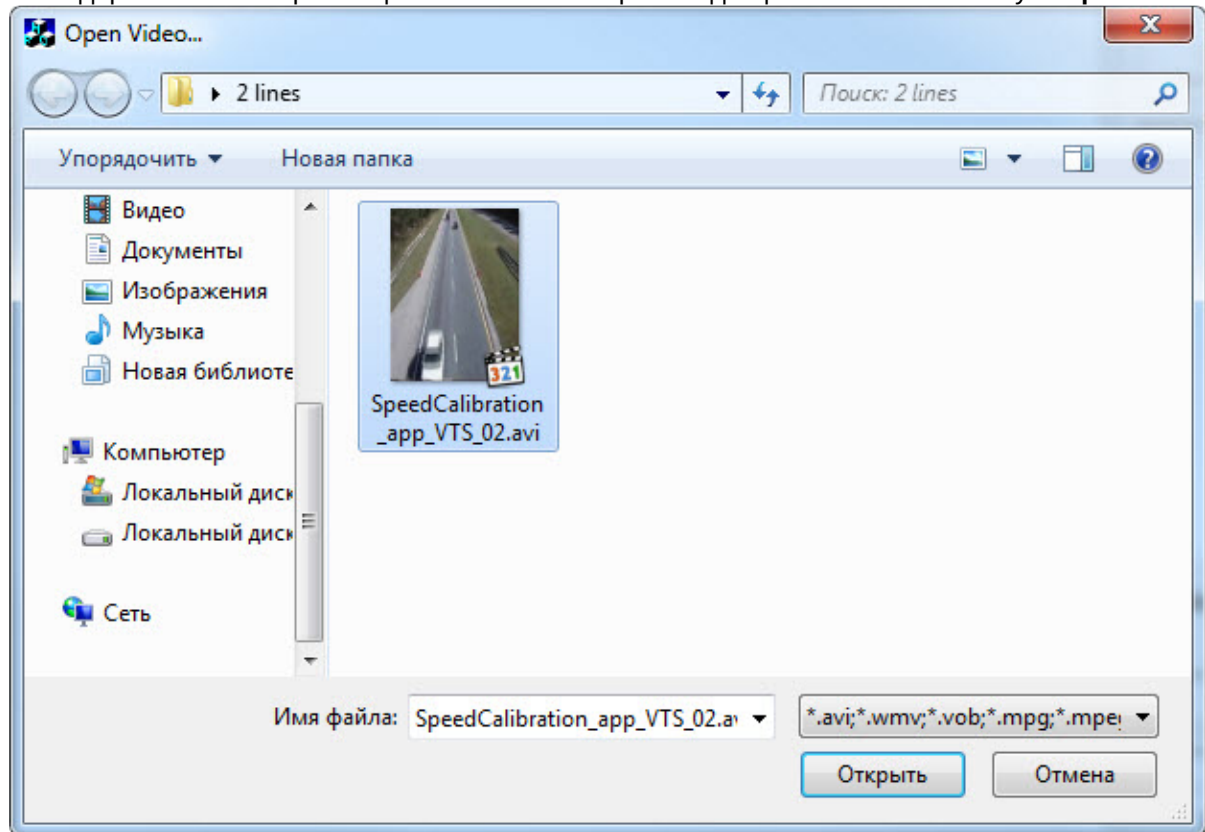 Open Video...
2 lines
Поиск: 2 lines
Упорядочить
Новая папка
Видео
Документы
Изображения
Музыка
Новая библиоте
Компьютер
Локальный диск
Локальный диск
Сеть
321
SpeedCalibration
_app_VTS_02.avi
Имя файла:
SpeedCalibration_app_VTS_02.a
*.avi;*.wmv;*.vob;*.mpg;*.mpe
Открыть
Отмена